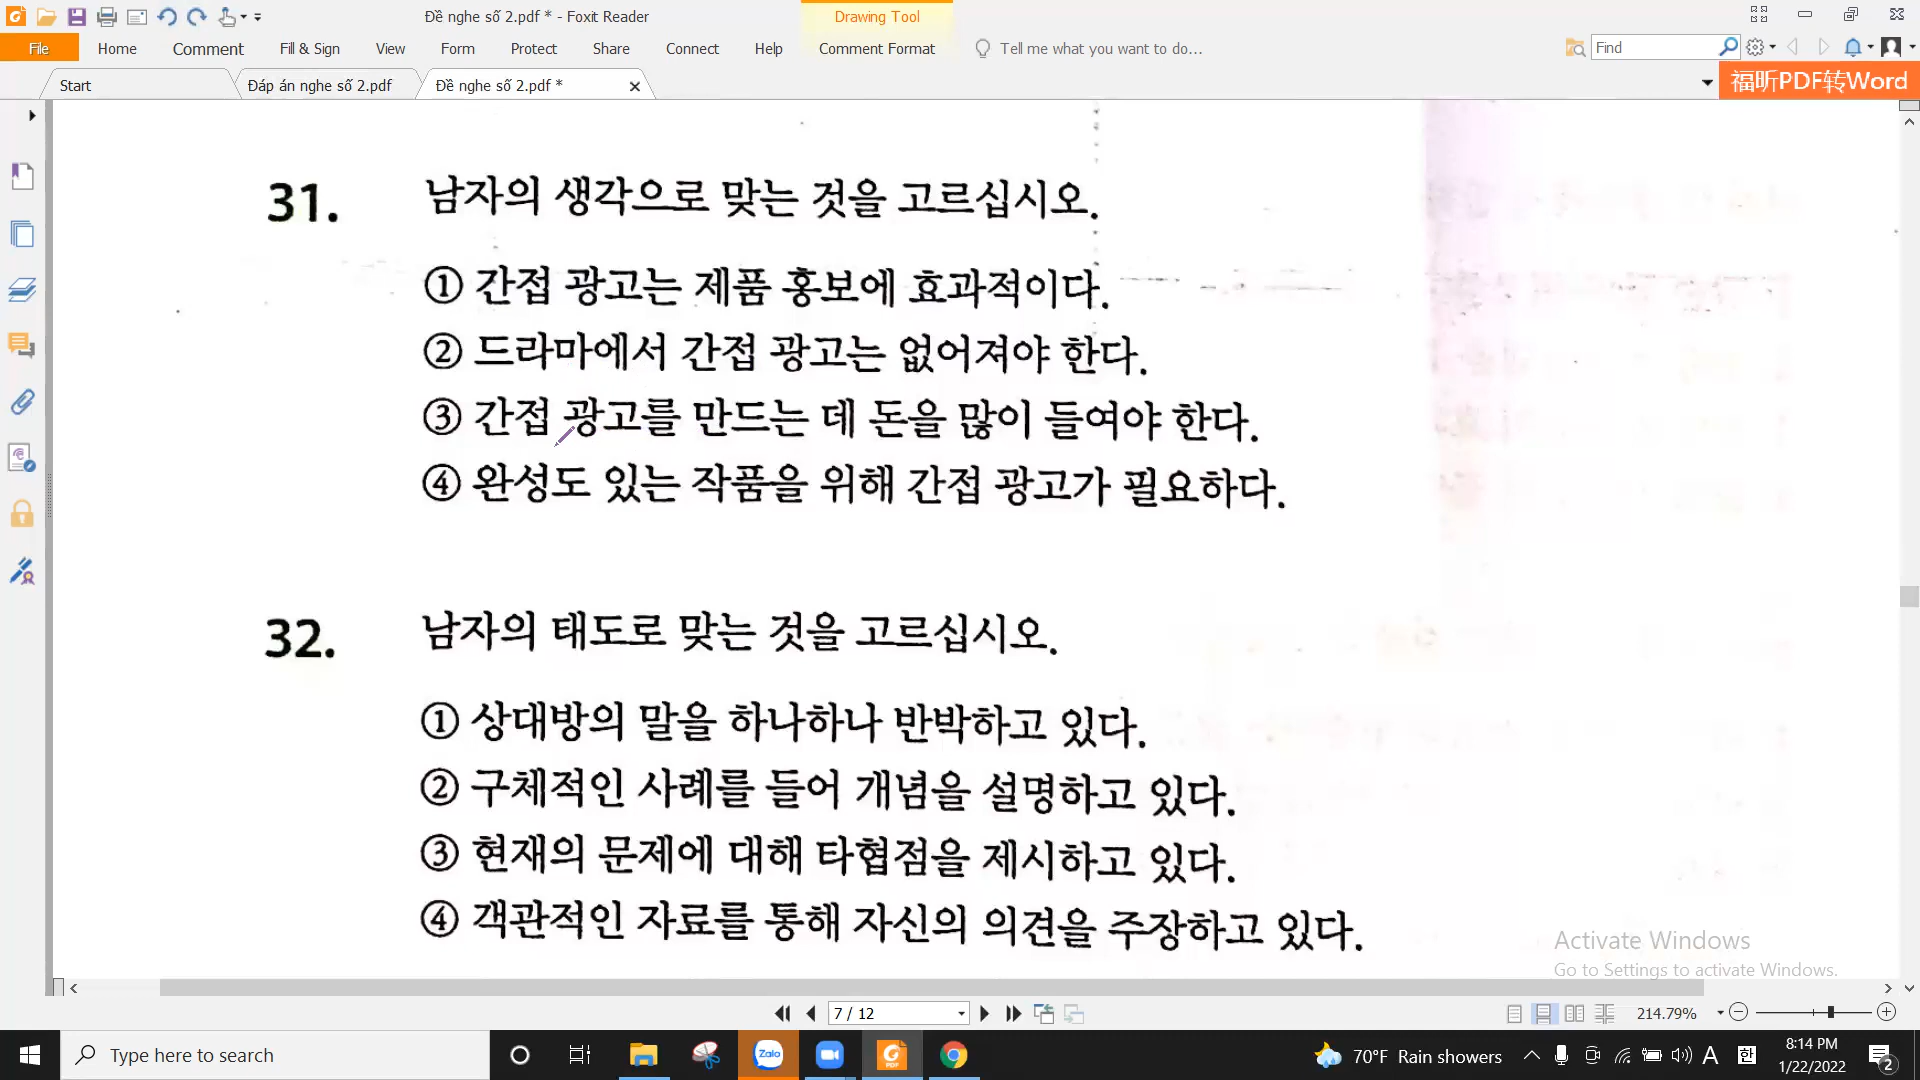 Đề nghe số 2.pdf * - Foxit Reader
Drawing Tool
File Home Comment Fill & Sign View Form Protect Share Connect Help Comment Format Tell me what you want to do... Find
Start Đáp án nghe số 2.pdf Đề nghe số 2.pdf * 福昕PDF转Word
31. 남자의 생각으로 맞는 것을 고르십시오.
① 간접 광고는 제품 홍보에 효과적이다.
② 드라마에서 간접 광고는 없어져야 한다.
③ 간접 광고를 만드는 데 돈을 많이 들여야 한다.
④ 완성도 있는 작품을 위해 간접 광고가 필요하다.
32. 남자의 태도로 맞는 것을 고르십시오.
① 상대방의 말을 하나하나 반박하고 있다.
② 구체적인 사례를 들어 개념을 설명하고 있다.
③ 현재의 문제에 대해 타협점을 제시하고 있다.
④ 객관적인 자료를 통해 자신의 의견을 주장하고 있다.
Activate Windows
Go to Settings to activate Windows.
7 / 12 214.79%
Type here to search Zalo PDF 70°F Rain showers A 한 8:14 PM
1/22/2022 2